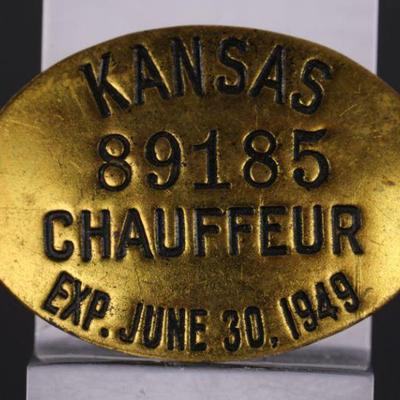 KANSAS
89185
CHAUFFEUR
EXP. JUNE 30, 1949